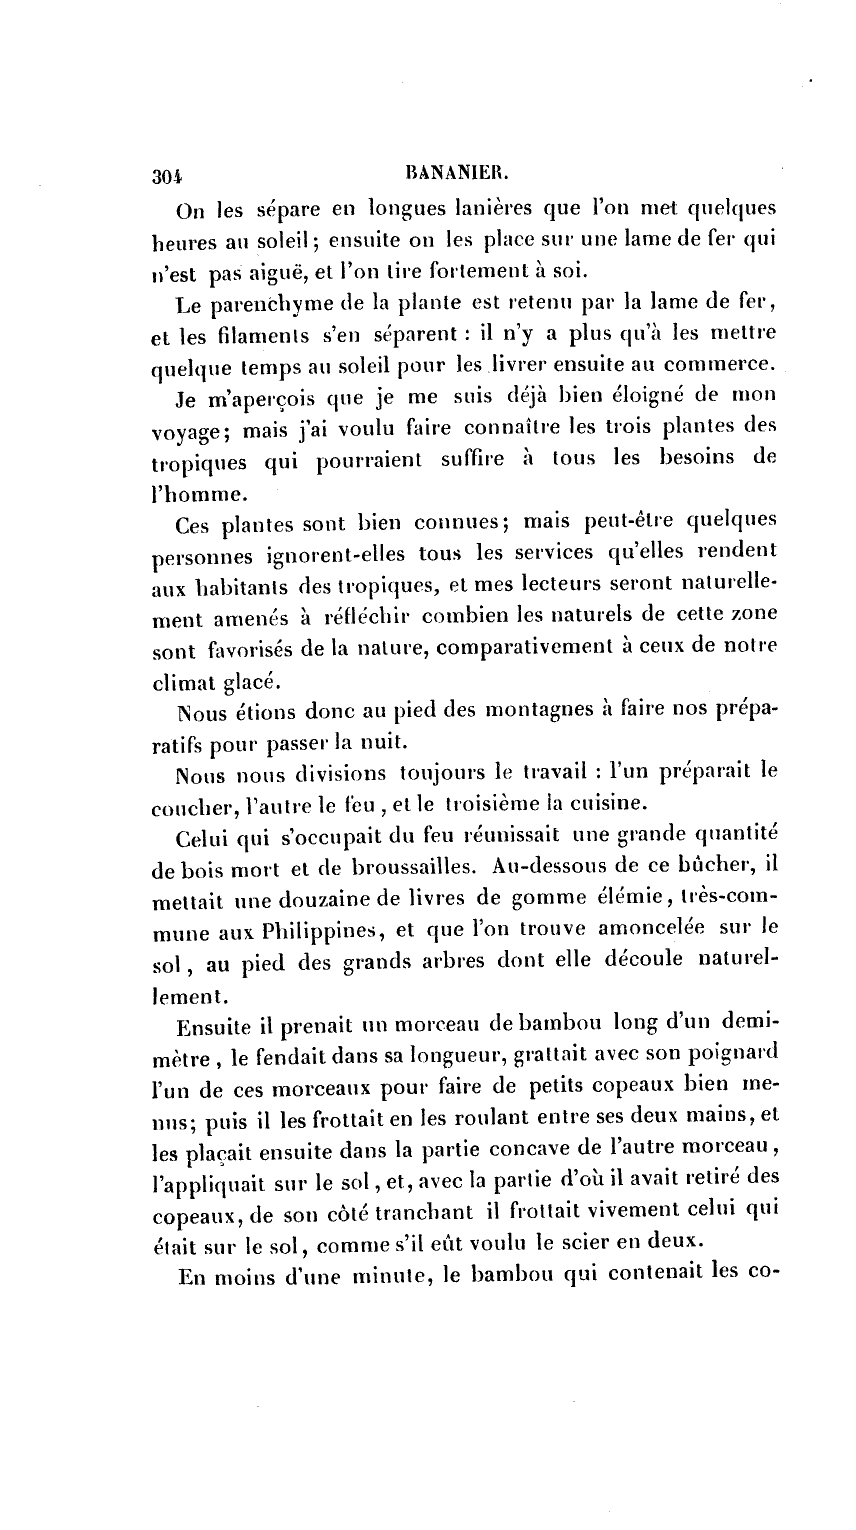 304 BANANIER.
On les sépare en longues lanières que l'on met quelques
heures au soleil ; ensuite on les place sur une lame de fer qui
n'est pas aiguë, et l'on tire fortement à soi.
Le parenchyme de la plante est retenu par la lame de fer,
et les filaments s'en séparent : il n'y a plus qu'à les mettre
quelque temps au soleil pour les livrer ensuite au commerce.
Je m'aperçois que je me suis déjà bien éloigné de mon
voyage; mais j'ai voulu faire connaître les trois plantes des
tropiques qui pourraient suffire à tous les besoins de
l'homme.
Ces plantes sont bien connues; mais peut-être quelques
personnes ignorent-elles tous les services qu'elles rendent
aux habitants des tropiques, et mes lecteurs seront naturelle-
ment amenés à réfléchir combien les naturels de cette zone
sont favorisés de la nature, comparativement à ceux de notre
climat glacé.
Nous étions donc au pied des montagnes à faire nos prépa-
ratifs pour passer la nuit.
Nous nous divisions toujours le travail : l'un préparait le
coucher, l'autre le feu , et le troisième la cuisine.
Celui qui s'occupait du feu réunissait une grande quantité
de bois mort et de broussailles. Au-dessous de ce bûcher, il
mettait une douzaine de livres de gomme élémie, très-com-
mune aux Philippines, et que l'on trouve amoncelée sur le
sol , au pied des grands arbres dont elle découle naturel-
lement.
Ensuite il prenait un morceau de bambou long d'un demi-
mètre , le fendait dans sa longueur, grattait avec son poignard
l'un de ces morceaux pour faire de petits copeaux bien me-
nus; puis il les frottait en les roulant entre ses deux mains, et
les plaçait ensuite dans la partie concave de l'autre morceau ,
l'appliquait sur le sol , et, avec la partie d'où il avait retiré des
copeaux, de son côté tranchant il frottait vivement celui qui
était sur le sol , comme s'il eût voulu le scier en deux.
En moins d'une minute, le bambou qui contenait les co-